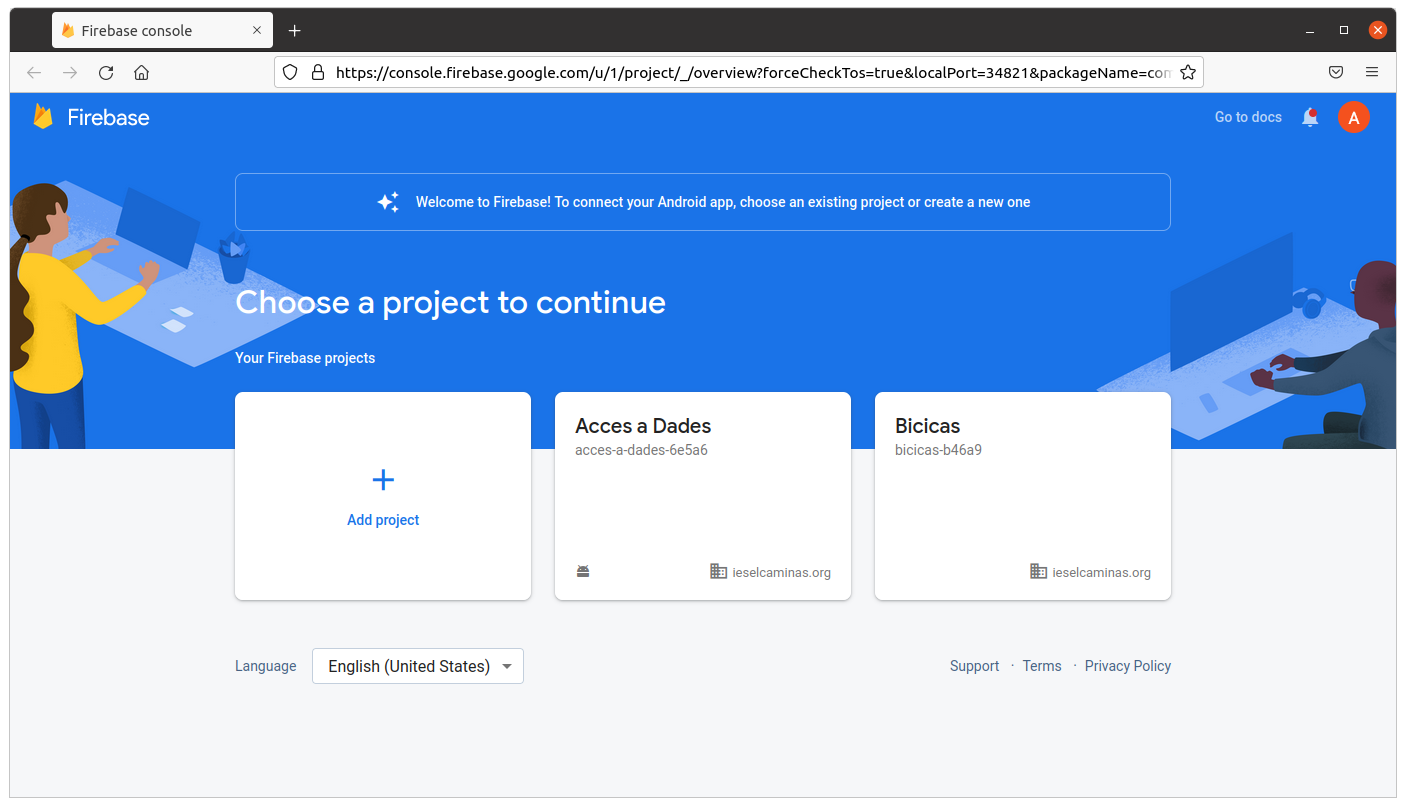 Firebase console
https://console.firebase.google.com/u/1/project/_/overview?forceCheckTos=true&localPort=34821&packageName=con
Firebase
Go to docs
A
Welcome to Firebase! To connect your Android app, choose an existing project or create a new one
Choose a project to continue
Your Firebase projects
Add project
Acces a Dades
acces-a-dades-6e5a6
ieselcaminas.org
Bicicas
bicicas-b46a9
ieselcaminas.org
Language
English (United States)
Support · Terms · Privacy Policy